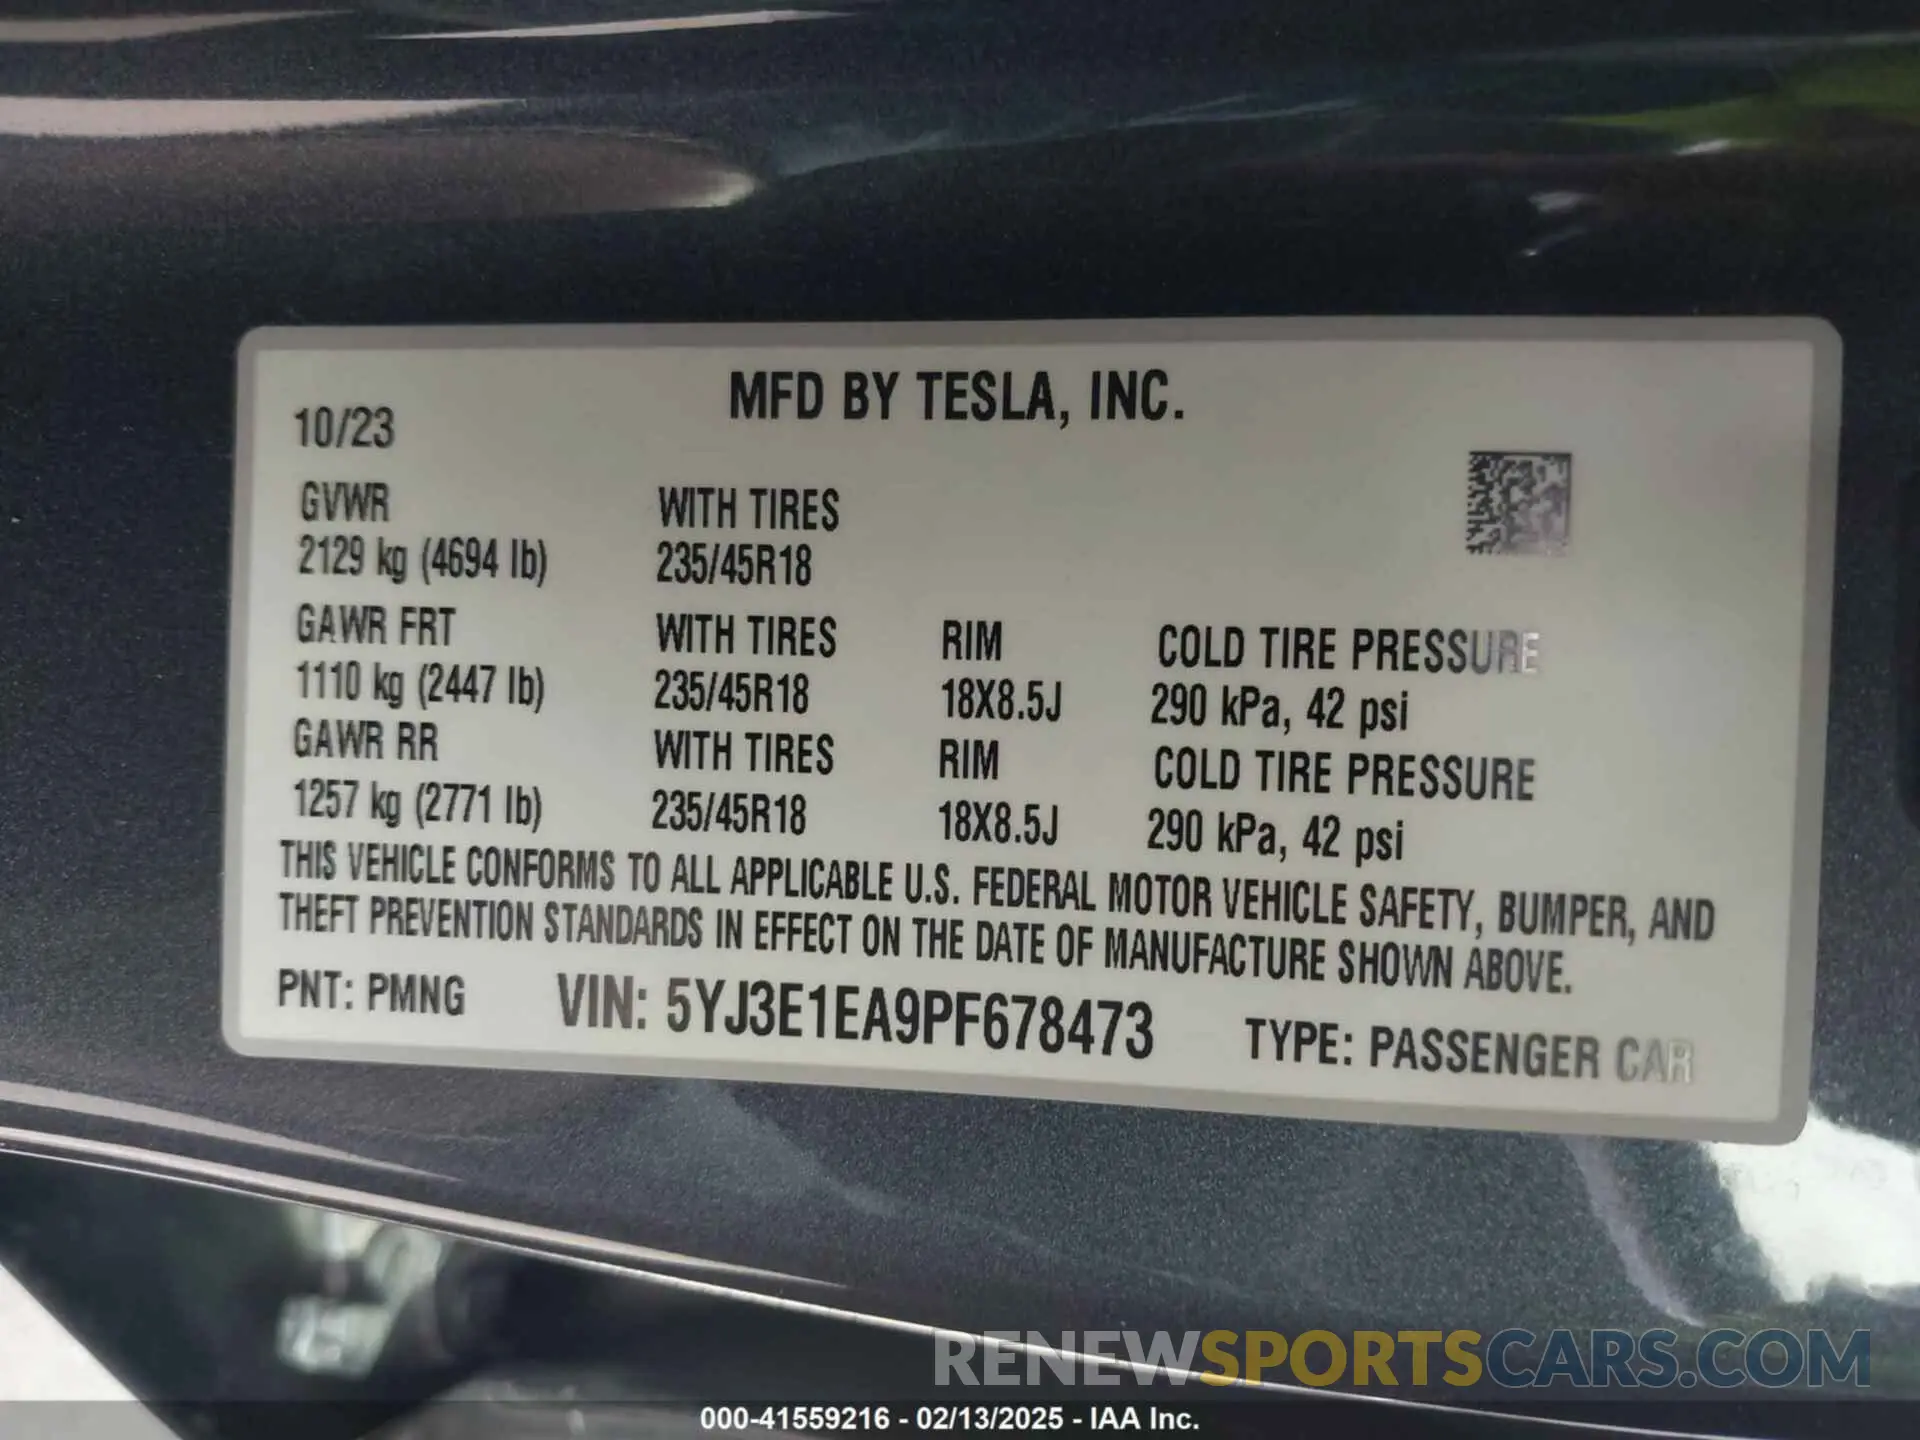 MFD BY TESLA, INC.
10/23
GVWR WITH TIRES
2129 kg (4694 lb) 235/45R18
GAWR FRT WITH TIRES RIM COLD TIRE PRESSURE
1110 kg (2447 lb) 235/45R18 18X8.5J 290 kPa, 42 psi
GAWR RR WITH TIRES RIM COLD TIRE PRESSURE
1257 kg (2771 lb) 235/45R18 18X8.5J 290 kPa, 42 psi
THIS VEHICLE CONFORMS TO ALL APPLICABLE U.S. FEDERAL MOTOR VEHICLE SAFETY, BUMPER, AND
THEFT PREVENTION STANDARDS IN EFFECT ON THE DATE OF MANUFACTURE SHOWN ABOVE.
PNT: PMNG VIN: 5YJ3E1EA9PF678473 TYPE: PASSENGER CAR
RENEWSPORTSCARS.COM
000-41559216 - 02/13/2025 - IAA Inc.